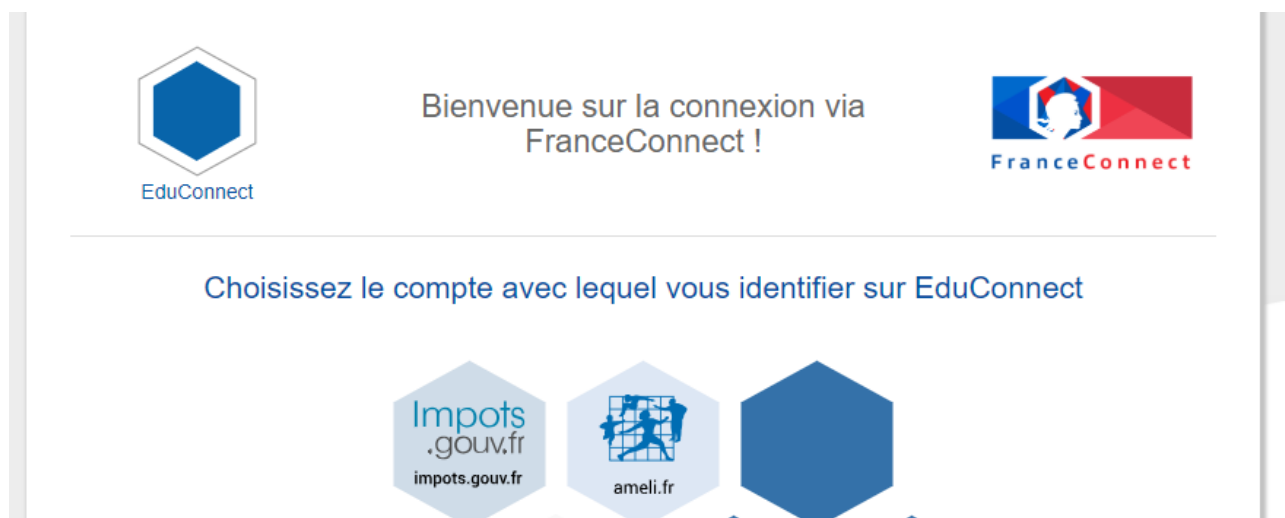 Bienvenue sur la connexion via
FranceConnect !
FranceConnect
EduConnect
Choisissez le compte avec lequel vous identifier sur EduConnect
Impots
.gouv.fr
impots.gouv.fr
ameli.fr